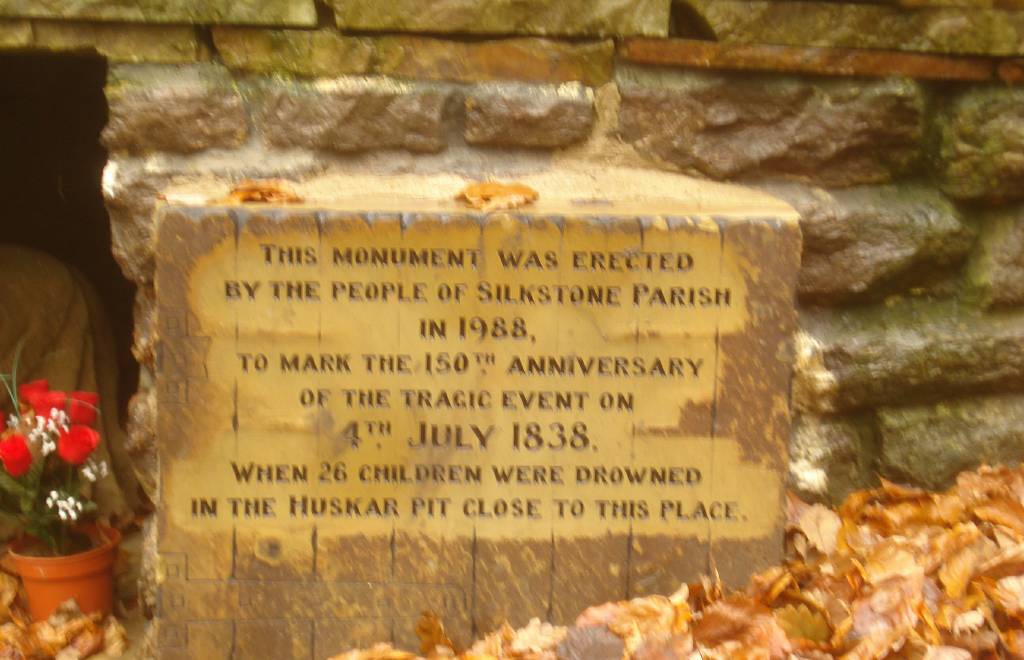 THIS MONUMENT WAS ERECTED
BY THE PEOPLE OF SILKSTONE PARISH
IN 1988,
TO MARK THE 150TH ANNIVERSARY
OF THE TRAGIC EVENT ON
4TH JULY 1838.
WHEN 26 CHILDREN WERE DROWNED
IN THE HUSKAR PIT CLOSE TO THIS PLACE.